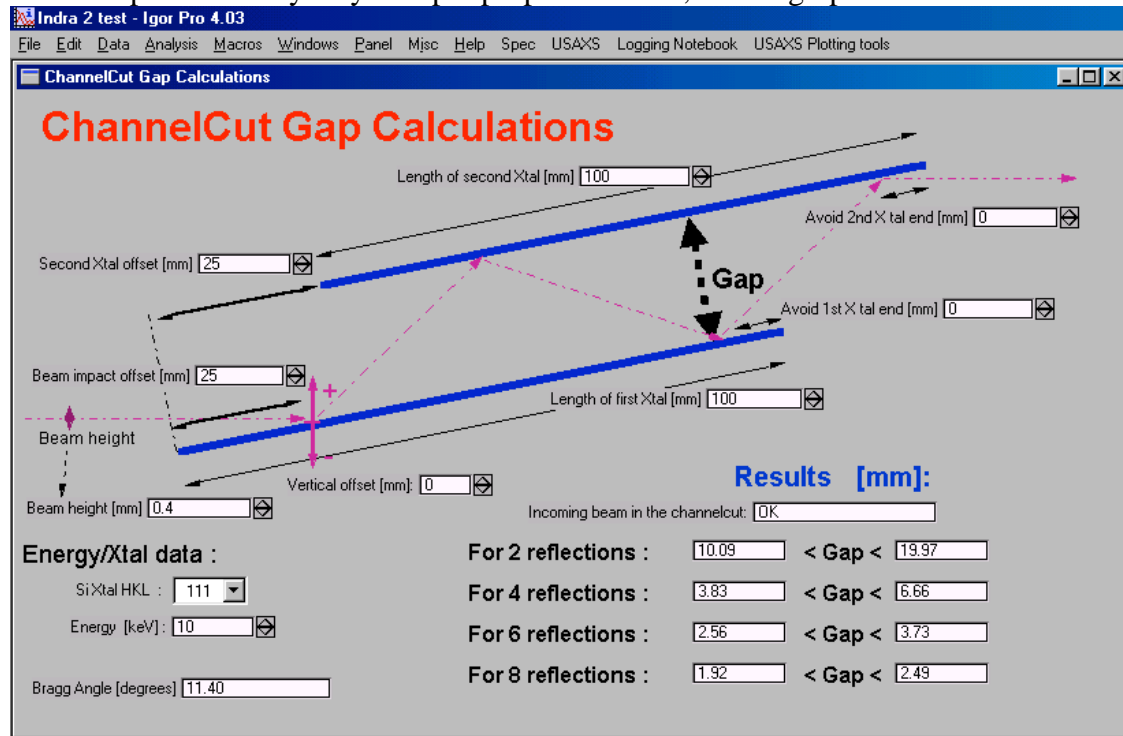 Indra 2 test - Igor Pro 4.03
File Edit Data Analysis Macros Windows Panel Misc Help Spec USAXS Logging Notebook USAXS Plotting tools
ChannelCut Gap Calculations
ChannelCut Gap Calculations
Length of second Xtal [mm] 100
Avoid 2nd X tal end [mm] 0
Second Xtal offset [mm] 25
Gap
Avoid 1st X tal end [mm] 0
Beam impact offset [mm] 25
+
Length of first Xtal [mm] 100
Beam height
-
Vertical offset [mm]: 0
Results [mm]:
Beam height [mm] 0.4
Incoming beam in the channelcut: OK
Energy/Xtal data :
For 2 reflections : 10.09 < Gap < 19.97
Si Xtal HKL : 111
For 4 reflections : 3.83 < Gap < 6.66
Energy [keV] : 10
For 6 reflections : 2.56 < Gap < 3.73
For 8 reflections : 1.92 < Gap < 2.49
Bragg Angle [degrees] 11.40